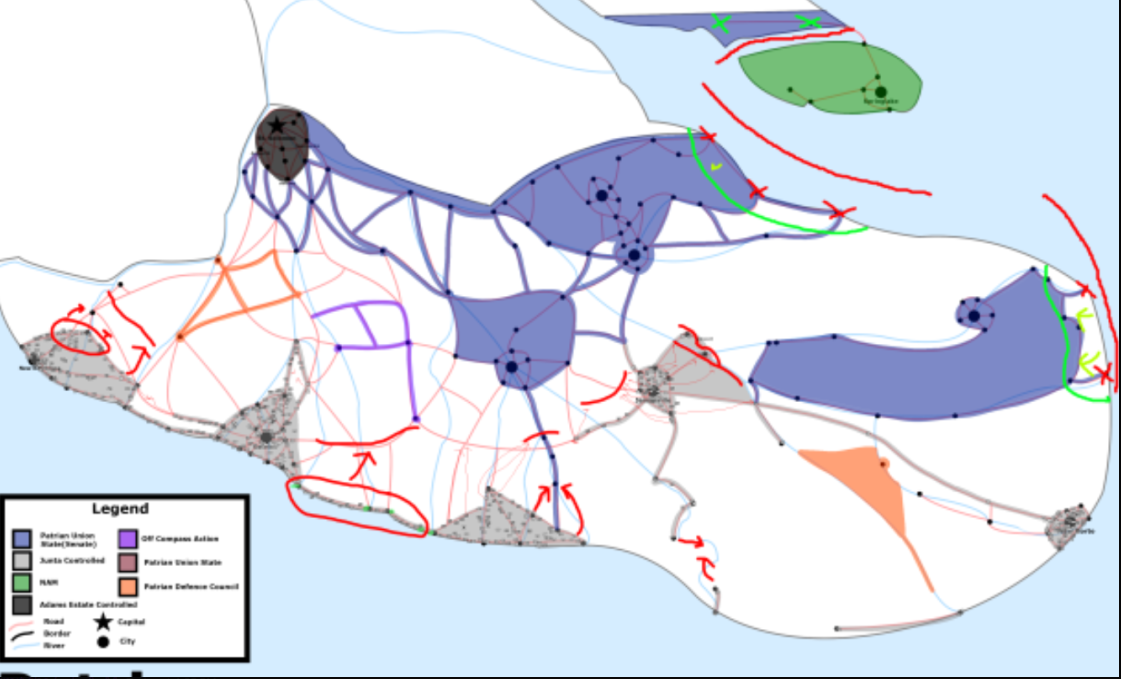 Legend
Patrian Union
State(Senate)
Off Compass Action
Junta Controlled
Patrian Union State
NAM
Patrian Defence Council
Adams Estate Controlled
Road
Capital
Border
City
River